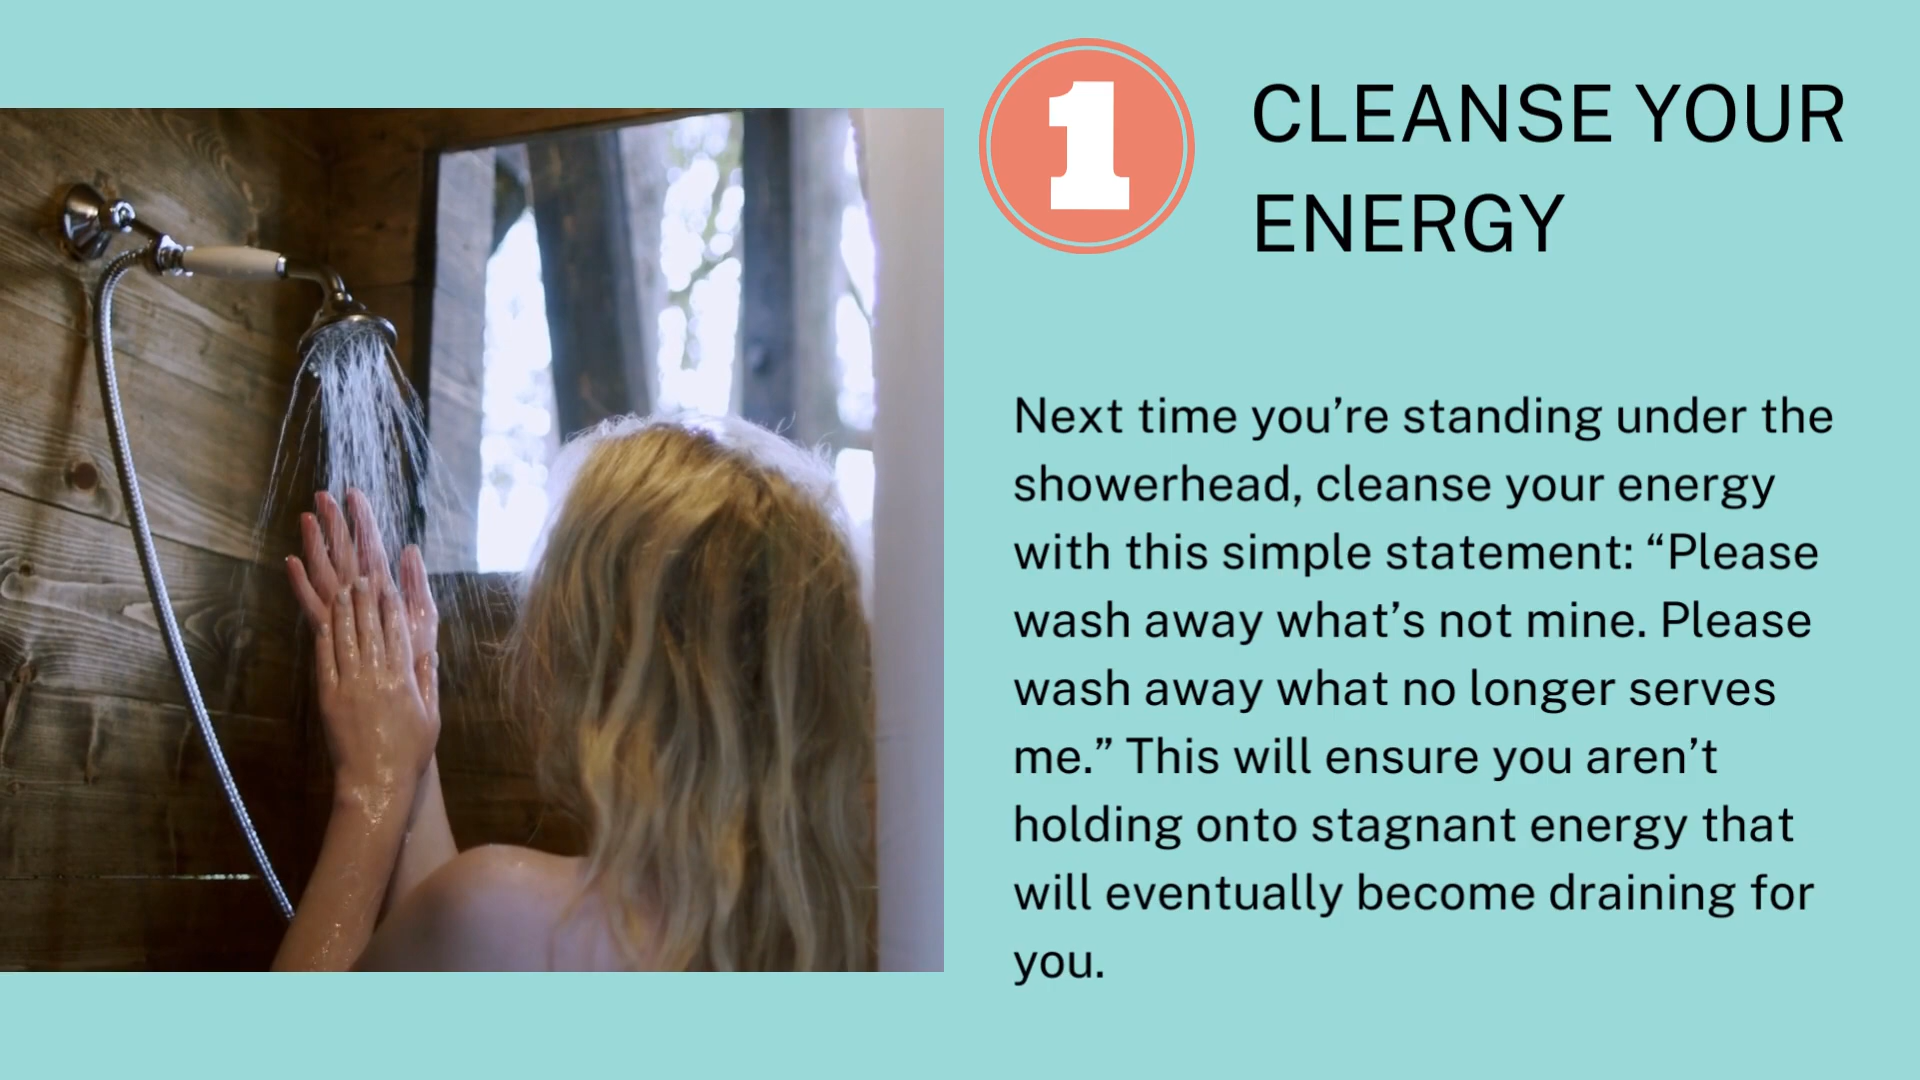 1
CLEANSE YOUR
ENERGY
Next time you’re standing under the
showerhead, cleanse your energy
with this simple statement: “Please
wash away what’s not mine. Please
wash away what no longer serves
me.” This will ensure you aren’t
holding onto stagnant energy that
will eventually become draining for
you.